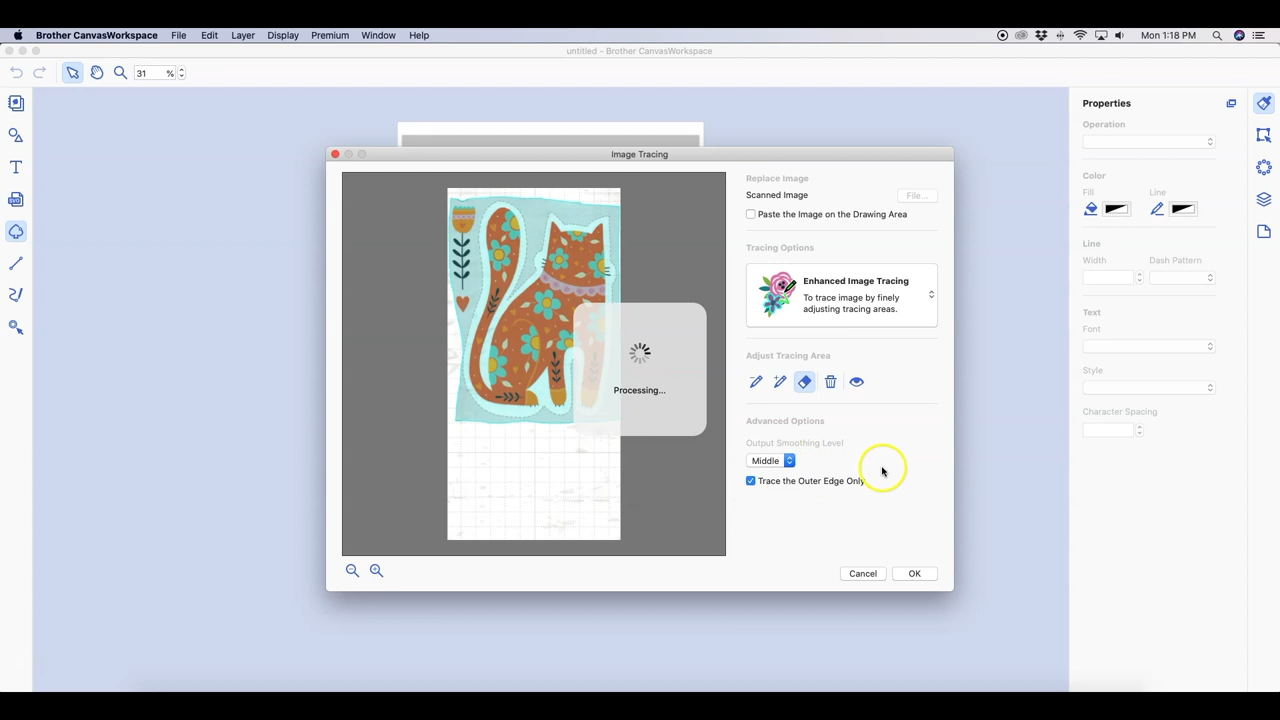 Brother CanvasWorkspace File Edit Layer Display Premium Window Help Mon 1:18 PM
untitled - Brother CanvasWorkspace
31 %
Properties
Operation
Image Tracing
Replace Image
Scanned Image File...
Paste the Image on the Drawing Area
Tracing Options
Enhanced Image Tracing
To trace image by finely
adjusting tracing areas.
Adjust Tracing Area
Processing...
Advanced Options
Output Smoothing Level
Middle
Trace the Outer Edge Only
Cancel OK
Color
Fill Line
Line
Width Dash Pattern
Text
Font
Style
Character Spacing